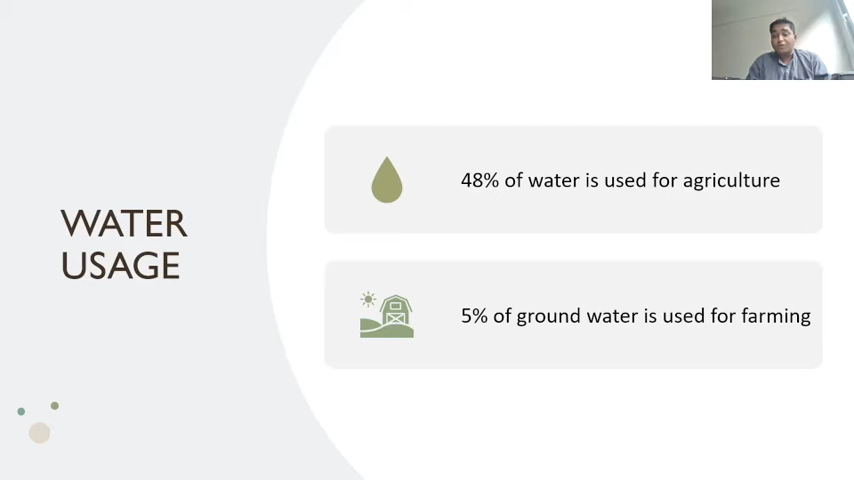 WATER
USAGE
48% of water is used for agriculture
5% of ground water is used for farming